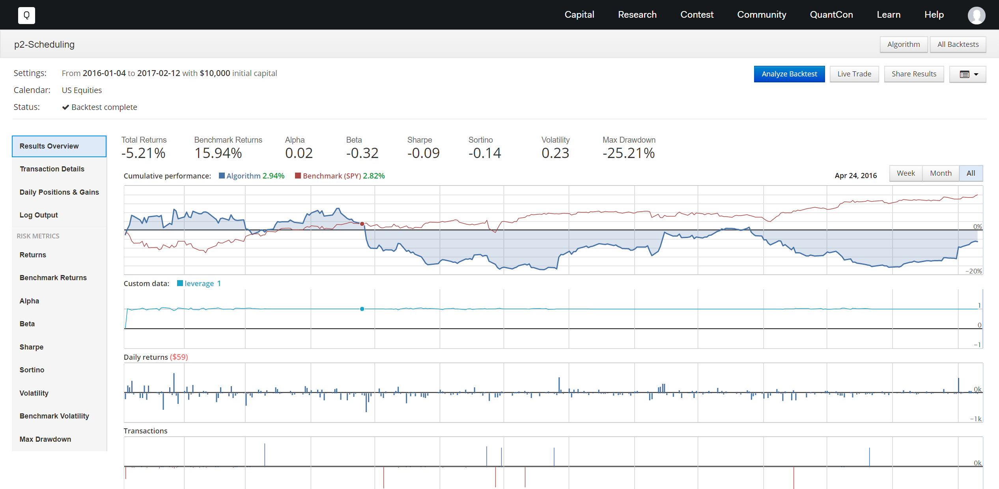 Q
Capital Research Contest Community QuantCon Learn Help
p2-Scheduling
Algorithm All Backtests
Settings: From 2016-01-04 to 2017-02-12 with $10,000 initial capital
Analyze Backtest Live Trade Share Results
Calendar: US Equities
Status: Backtest complete
Results Overview
Transaction Details
Daily Positions & Gains
Log Output
RISK METRICS
Returns
Benchmark Returns
Alpha
Beta
Sharpe
Sortino
Volatility
Benchmark Volatility
Max Drawdown
Total Returns Benchmark Returns Alpha Beta Sharpe Sortino Volatility Max Drawdown
-5.21% 15.94% 0.02 -0.32 -0.09 -0.14 0.23 -25.21%
Cumulative performance: Algorithm 2.94% Benchmark (SPY) 2.82% Apr 24, 2016 Week Month All
0%
−20%
Custom data: leverage 1
1
0
−1
Daily returns ($59)
0k
−1k
Transactions
0k